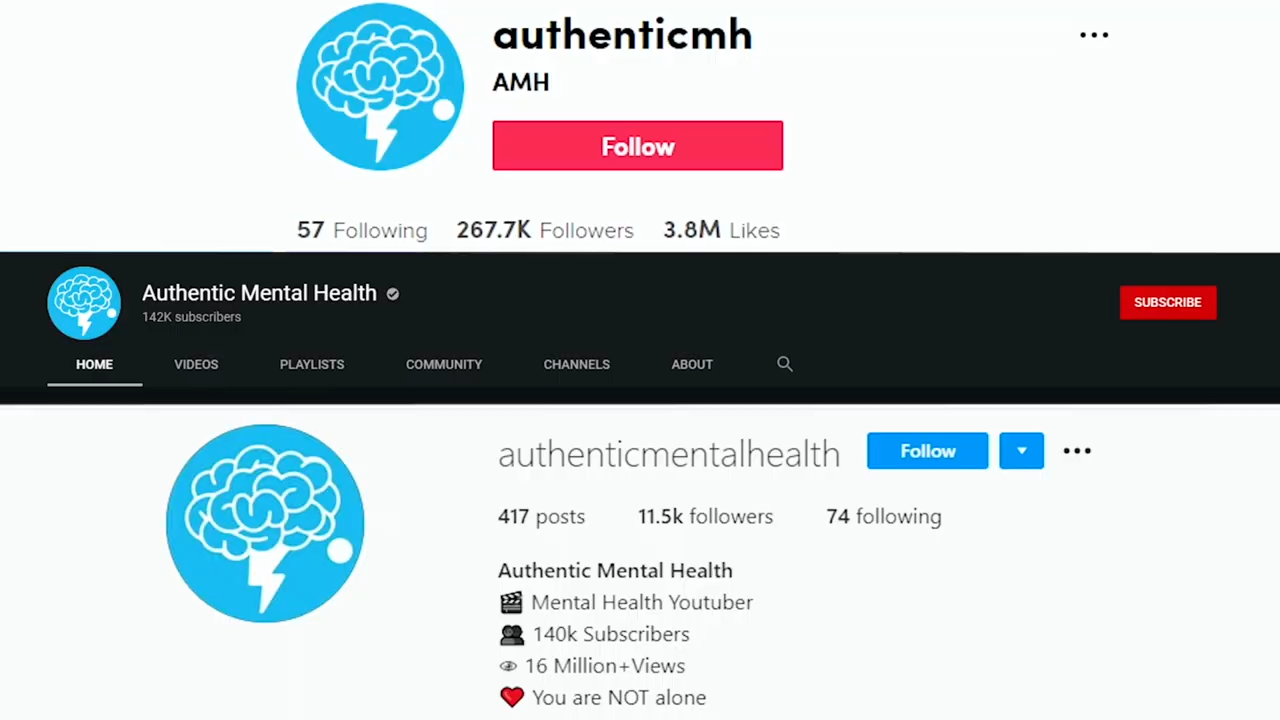 authenticmh
AMH
Follow
57 Following 267.7K Followers 3.8M Likes
Authentic Mental Health
142K subscribers
SUBSCRIBE
HOME VIDEOS PLAYLISTS COMMUNITY CHANNELS ABOUT
authenticmentalhealth Follow
417 posts 11.5k followers 74 following
Authentic Mental Health
Mental Health Youtuber
140k Subscribers
16 Million+Views
You are NOT alone